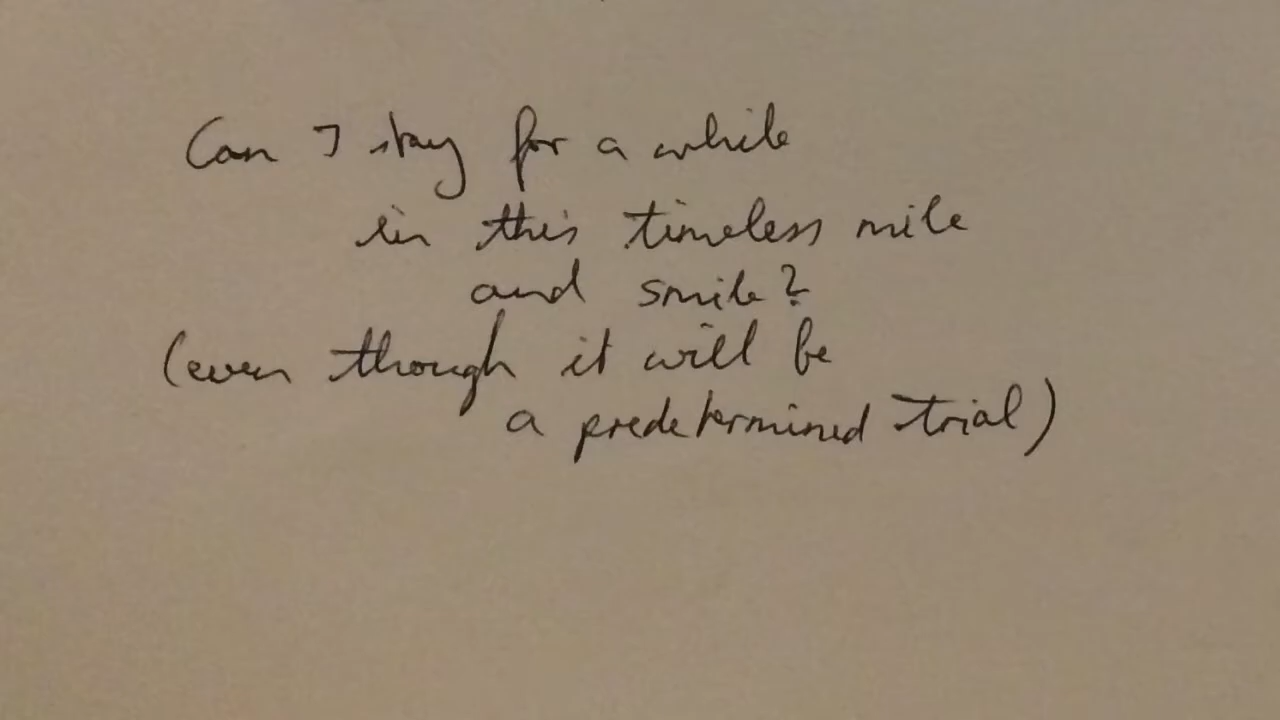 Can I stay for a while
in this timeless mile
and smile?
(even though it will be
a predetermined trial)